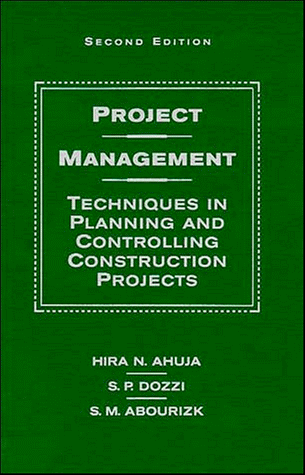 SECOND EDITION
PROJECT
MANAGEMENT
TECHNIQUES IN
PLANNING AND
CONTROLLING
CONSTRUCTION
PROJECTS
HIRA N. AHUJA
S. P. DOZZI
S. M. ABOURIZK